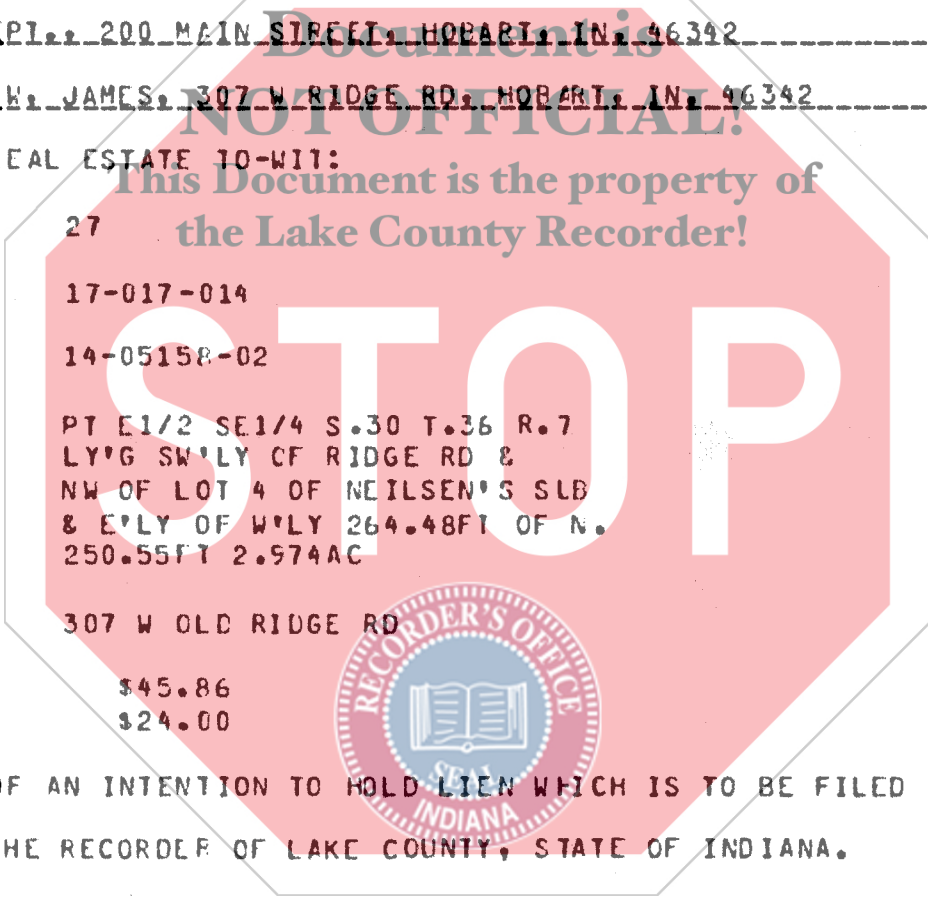 PT., 200 MAIN STREET, HOBART, IN. 46342
W. JAMES, 307 W RIDGE RD, HOBART, IN. 46342
Document is
NOT OFFICIAL!
This Document is the property of
the Lake County Recorder!
EAL ESTATE TO-WIT:
27
17-017-014
14-05158-02
STOP
PT E1/2 SE1/4 S.30 T.36 R.7
LY'G SW'LY CF RIDGE RD &
NW OF LOT 4 OF NEILSEN'S SLB
& E'LY OF W'LY 264.48FT OF N.
250.55FT 2.974AC
307 W OLD RIDGE RD
$45.86
$24.00
RECORDER'S OFFICE
SEAL
INDIANA
OF AN INTENTION TO HOLD LIEN WHICH IS TO BE FILED
HE RECORDER OF LAKE COUNTY, STATE OF INDIANA.